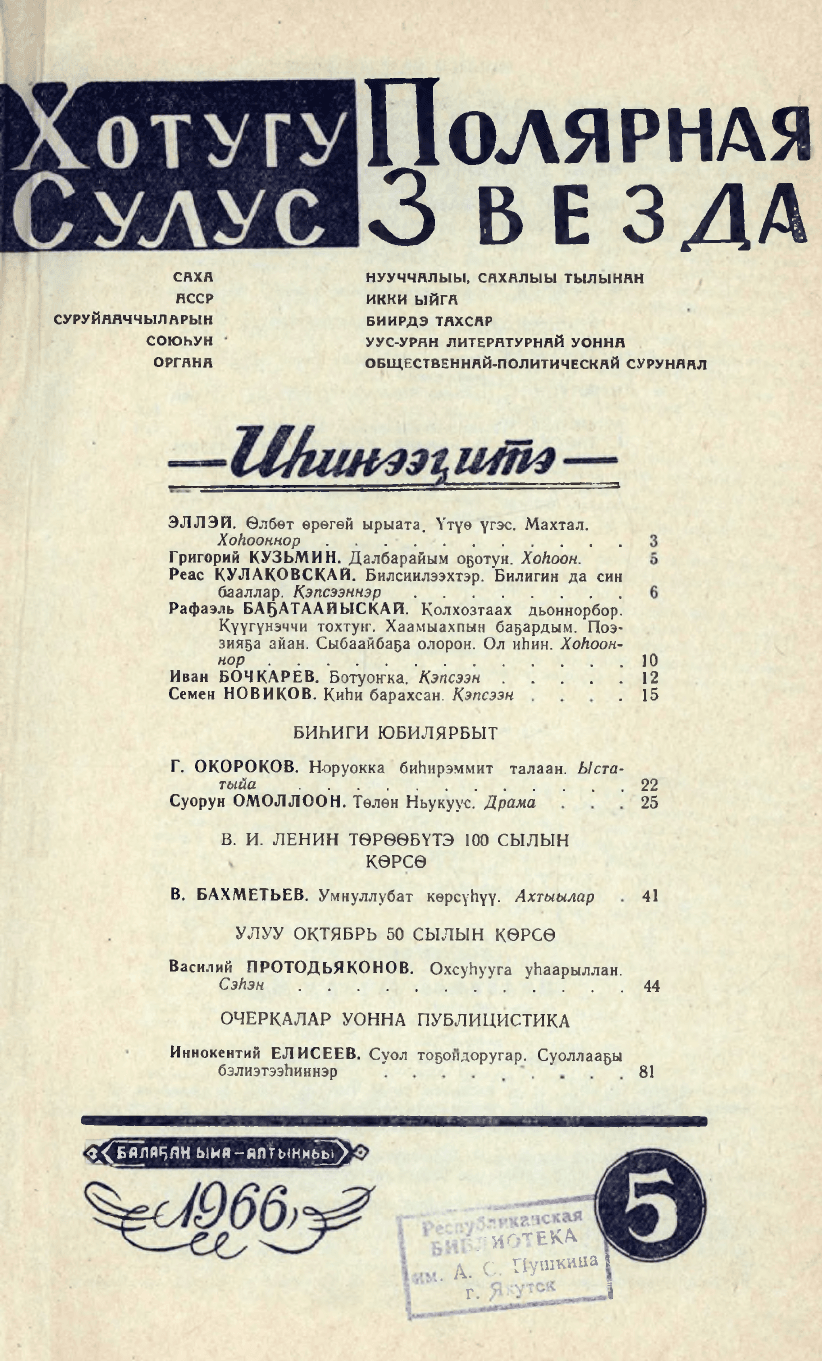 ХОТУГУ СУЛУС
ПОЛЯРНАЯ ЗВЕЗДА
САХА
АССР
СУРУЙААЧЧЫЛАРЫН
СОЮҺУН
ОРГАНА
НУУЧЧАЛЫЫ, САХАЛЫЫ ТЫЛЫНАН
ИККИ ЫЙГА
БИИРДЭ ТАХСАР
УУС-УРАН ЛИТЕРАТУРНАЙ УОННА
ОБЩЕСТВЕННАЙ-ПОЛИТИЧЕСКАЙ СУРУНААЛ
— Иһинээҕитэ —
ЭЛЛЭЙ. Өлбөт өрөгөй ырыата. Үтүө үгэс. Махтал.
Хоһооннор . . . . . . . . . . . 3
Григорий КУЗЬМИН. Далбарайым оҕотун. Хоһоон. 5
Реас КУЛАКОВСКАЙ. Билсиилээхтэр. Билигин да син
бааллар. Кэпсээннэр . . . . . . . . 6
Рафаэль БАҔАТААЙЫСКАЙ. Колхозтаах дьоннорбор.
Күүгүнэччи тохтуҥ. Хаамыахпын баҕардым. Поэ-
зияҕа айан. Сыбаайбаҕа олорон. Ол иһин. Хоһоон-
нор . . . . . . . . . . . . . 10
Иван БОЧКАРЕВ. Ботуоҥка. Кэпсээн . . . . . 12
Семен НОВИКОВ. Киһи барахсан. Кэпсээн . . . . 15
БИҺИГИ ЮБИЛЯРБЫТ
Г. ОКОРОКОВ. Норуокка биһирэммит талаан. Ыста-
тыйа . . . . . . . . . . . . 22
Суорун ОМОЛЛООН. Төлөн Ньукуус. Драма . . . 25
В. И. ЛЕНИН ТӨРӨӨБҮТЭ 100 СЫЛЫН
КӨРСӨ
В. БАХМЕТЬЕВ. Умнуллубат көрсүһүү. Ахтыылар . 41
УЛУУ ОКТЯБРЬ 50 СЫЛЫН КӨРСӨ
Василий ПРОТОДЬЯКОНОВ. Охсуһууга уһаарыллан.
Сэһэн . . . . . . . . . . . . 44
ОЧЕРКАЛАР УОННА ПУБЛИЦИСТИКА
Иннокентий ЕЛИСЕЕВ. Суол тоҕойдоругар. Суоллааҕы
бэлиэтээһиннэр . . . . . . . . . 81
БАЛАҔАН ЫЙА–АЛТЫННЬЫ
1966
5
Республиканская
БИБЛИОТЕКА
им. А. С. Пушкина
г. Якутск